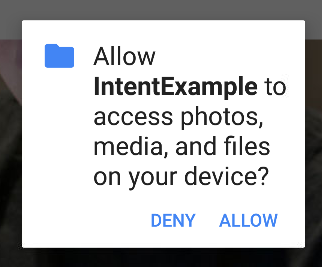 Allow
IntentExample to
access photos,
media, and files
on your device?
DENY ALLOW